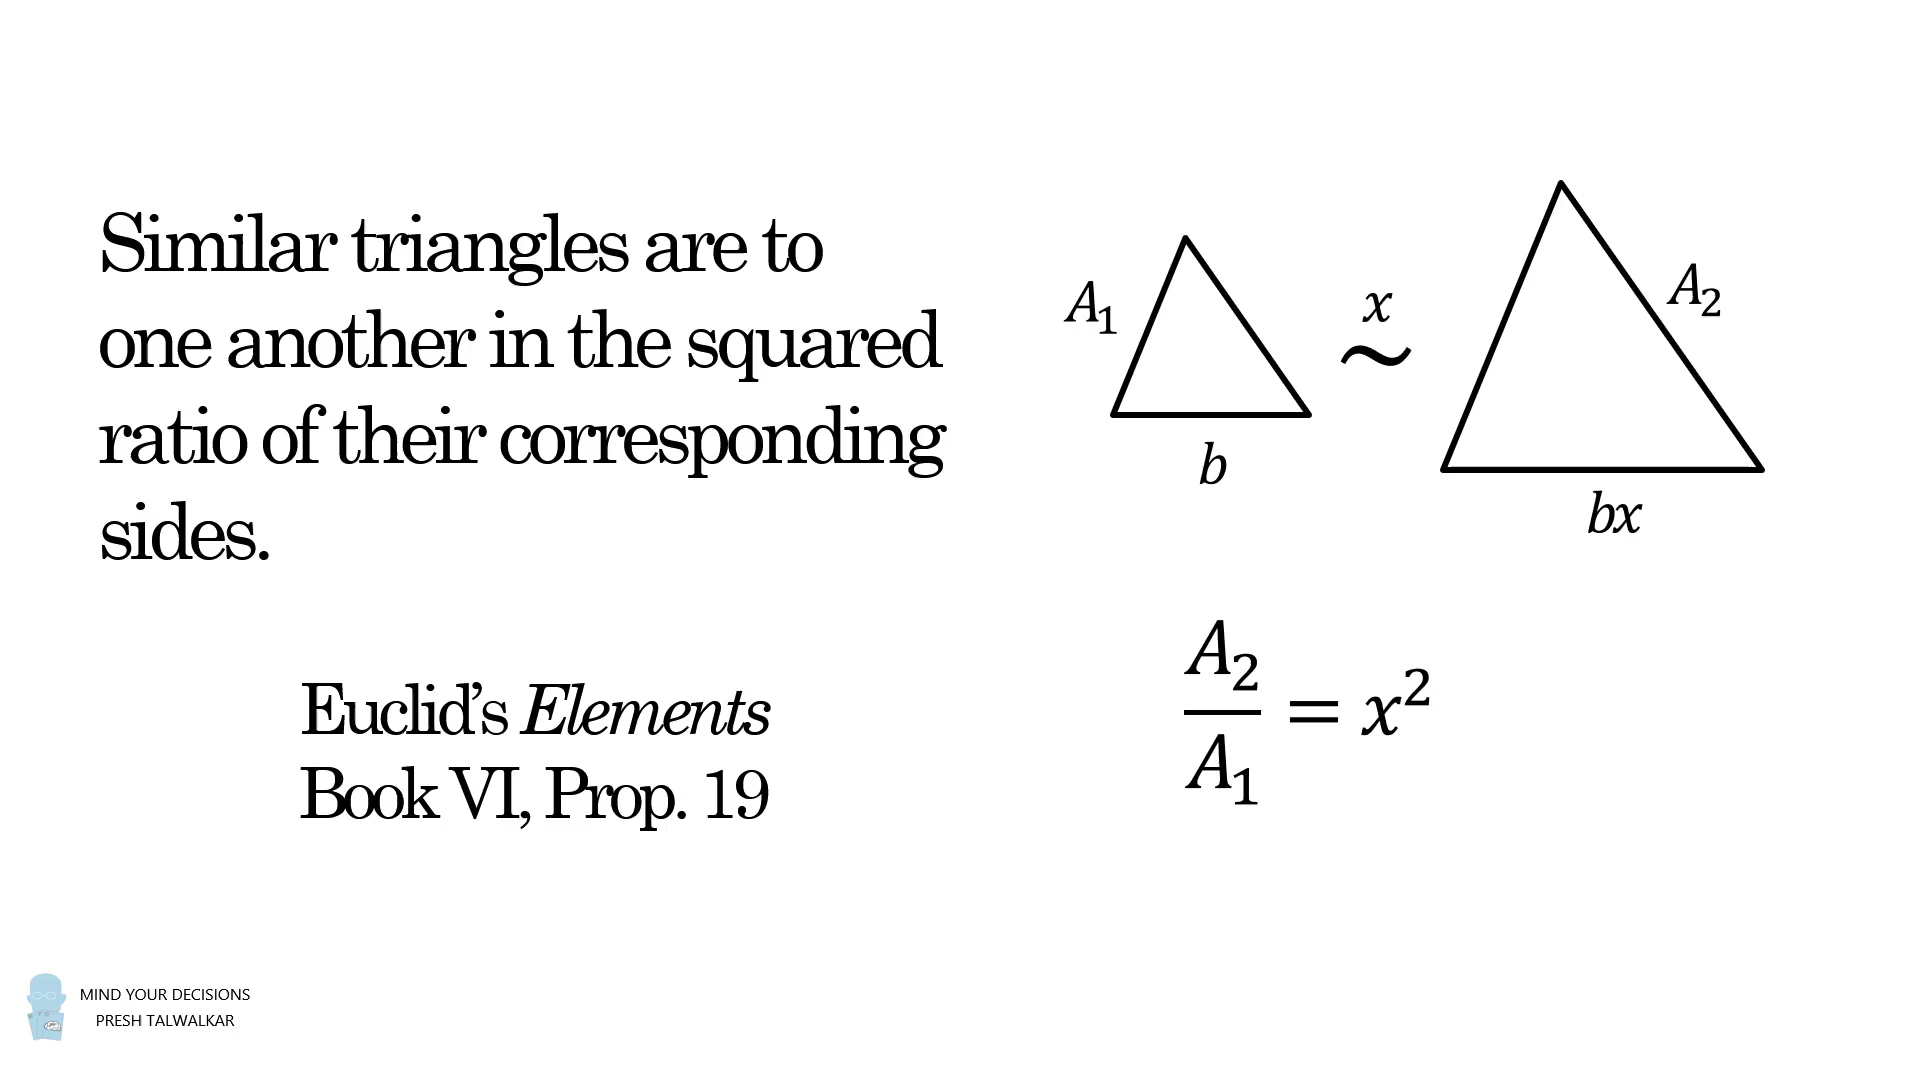 Similar triangles are to
one another in the squared
ratio of their corresponding
sides.
Euclid’s Elements
Book VI, Prop. 19
A₁
b
x
~
A₂
bx
A₂
A₁
= x²
MIND YOUR DECISIONS
PRESH TALWALKAR